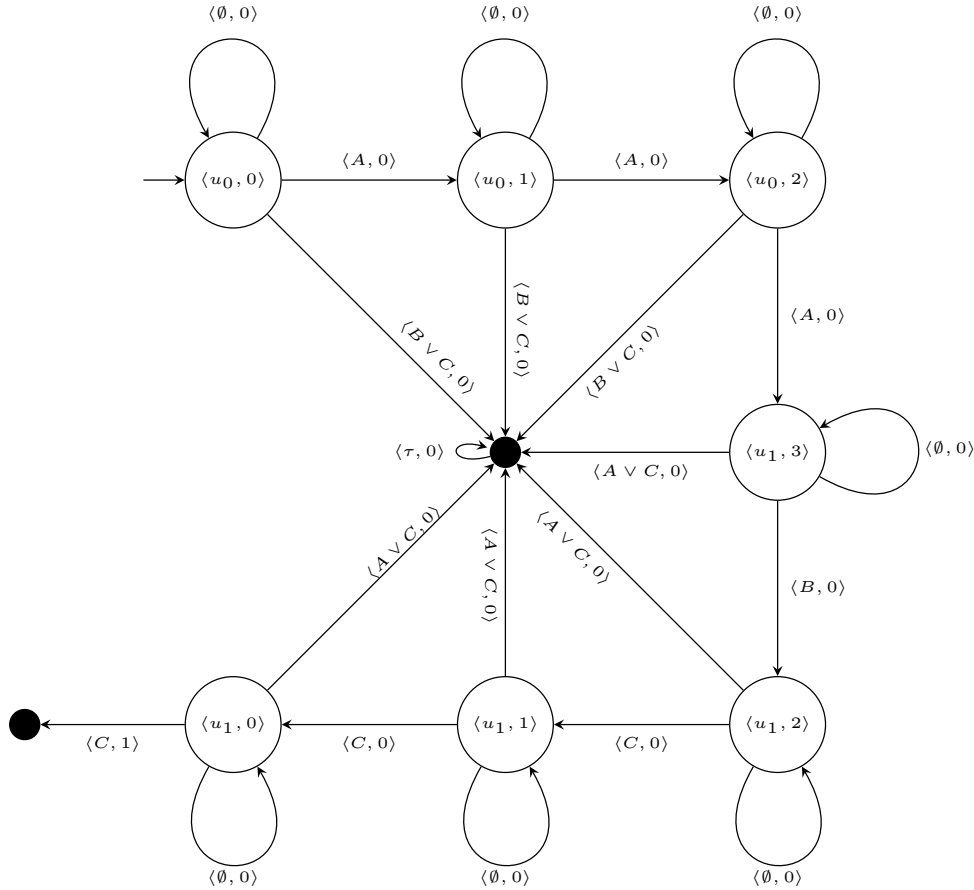 ⟨∅, 0⟩ ⟨∅, 0⟩ ⟨∅, 0⟩
⟨u₀, 0⟩ ⟨A, 0⟩ ⟨u₀, 1⟩ ⟨A, 0⟩ ⟨u₀, 2⟩
⟨B ∨ C, 0⟩ ⟨B ∨ C, 0⟩ ⟨B ∨ C, 0⟩ ⟨A, 0⟩
⟨τ, 0⟩ ⟨A ∨ C, 0⟩ ⟨u₁, 3⟩ ⟨∅, 0⟩
⟨A ∨ C, 0⟩ ⟨A ∨ C, 0⟩ ⟨A ∨ C, 0⟩ ⟨B, 0⟩
⟨C, 1⟩ ⟨u₁, 0⟩ ⟨C, 0⟩ ⟨u₁, 1⟩ ⟨C, 0⟩ ⟨u₁, 2⟩
⟨∅, 0⟩ ⟨∅, 0⟩ ⟨∅, 0⟩